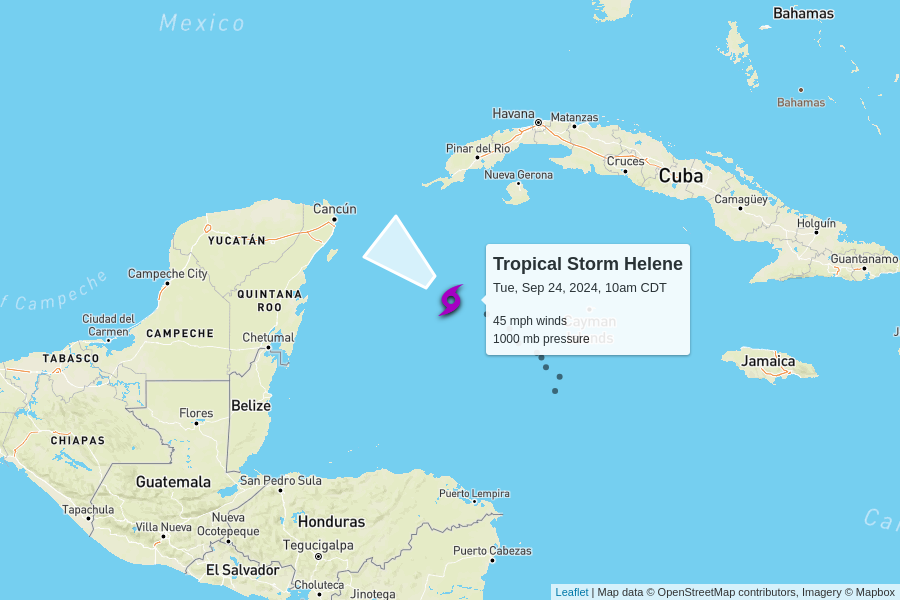 Bahamas
Mexico
Bahamas
Havana
Matanzas
Pinar del Río
Cruces
Nueva Gerona
Cuba
Camagüey
Cancún
Holguín
YUCATÁN
Guantanamo
Tropical Storm Helene
Tue, Sep 24, 2024, 10am CDT
45 mph winds
1000 mb pressure
Cayman
Campeche City
of Campeche
QUINTANA
ROO
Ciudad del
Carmen
CAMPECHE
Chetumal
TABASCO
Jamaica
Belize
Flores
CHIAPAS
Guatemala
San Pedro Sula
Puerto Lempira
Tapachula
Villa Nueva
Nueva
Ocotepeque
Honduras
Tegucigalpa
Puerto Cabezas
El Salvador
Choluteca
Jinotega
Leaflet | Map data © OpenStreetMap contributors, Imagery © Mapbox